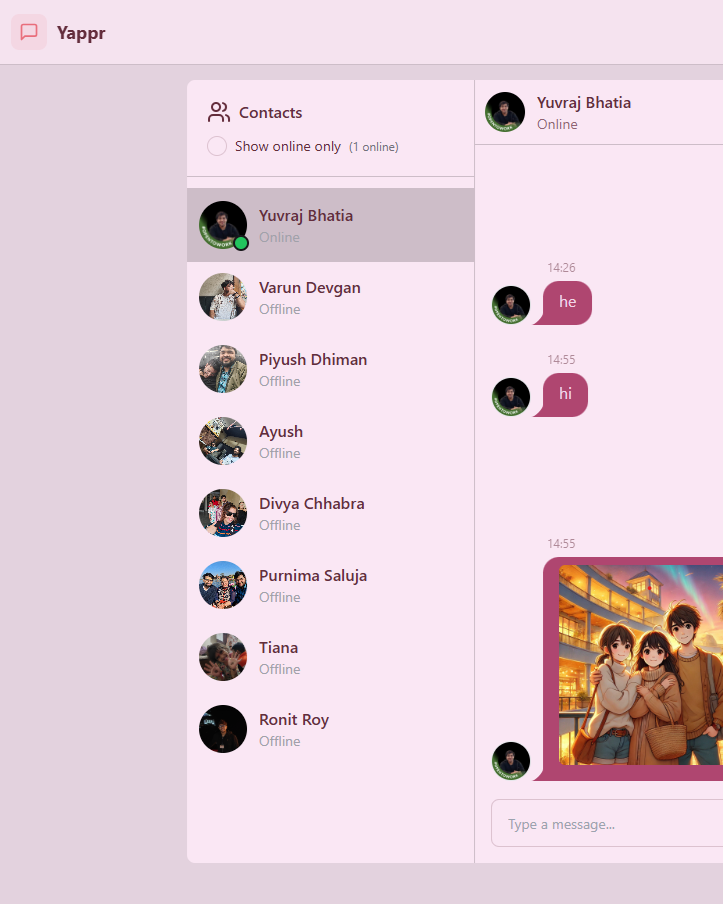 Yappr
Contacts
Show online only (1 online)
Yuvraj Bhatia
Online
Varun Devgan
Offline
Piyush Dhiman
Offline
Ayush
Offline
Divya Chhabra
Offline
Purnima Saluja
Offline
Tiana
Offline
Ronit Roy
Offline
Yuvraj Bhatia
Online
14:26
he
14:55
hi
14:55
Type a message...